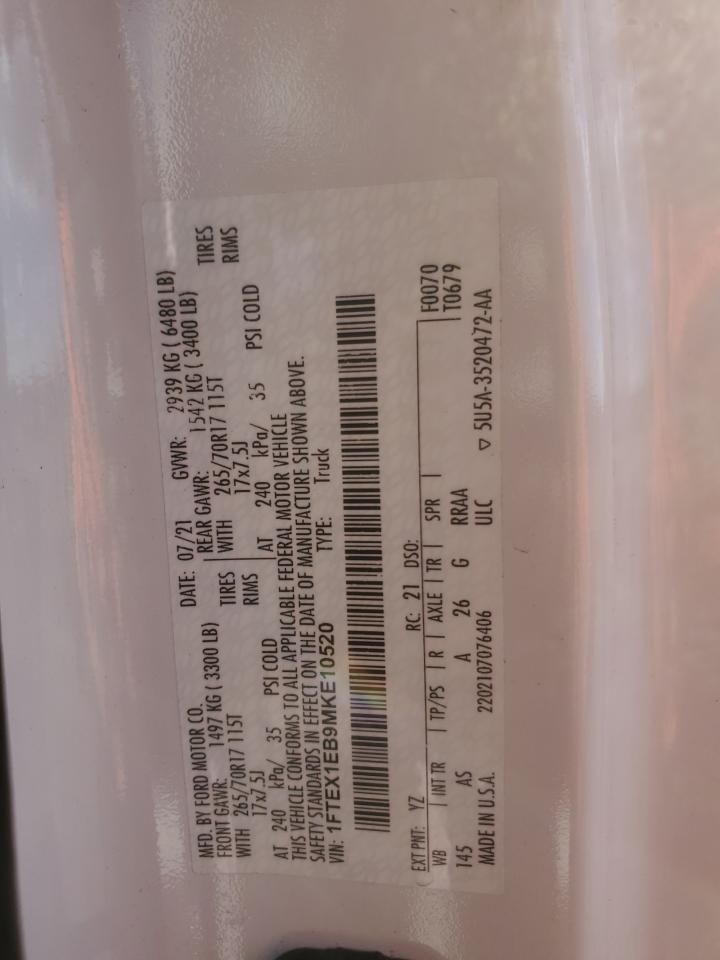 MFD. BY FORD MOTOR CO. DATE: 07/21 GVWR: 2939 KG ( 6480 LB)
FRONT GAWR: 1497 KG ( 3300 LB) REAR GAWR: 1542 KG ( 3400 LB)
WITH 265/70R17 115T TIRES WITH 265/70R17 115T TIRES
17x7.5J RIMS 17x7.5J RIMS
AT 240 kPa/ 35 PSI COLD AT 240 kPa/ 35 PSI COLD
THIS VEHICLE CONFORMS TO ALL APPLICABLE FEDERAL MOTOR VEHICLE
SAFETY STANDARDS IN EFFECT ON THE DATE OF MANUFACTURE SHOWN ABOVE.
VIN: 1FTEX1EB9MKE10520 TYPE: Truck
EXT PNT: YZ RC: 21 DSO: F0070
WB INT TR TP/PS R AXLE TR SPR T0679
145 AS A 26 G RRAA
MADE IN U.S.A. 2202107076406 ULC ▽ 5U5A-3520472-AA